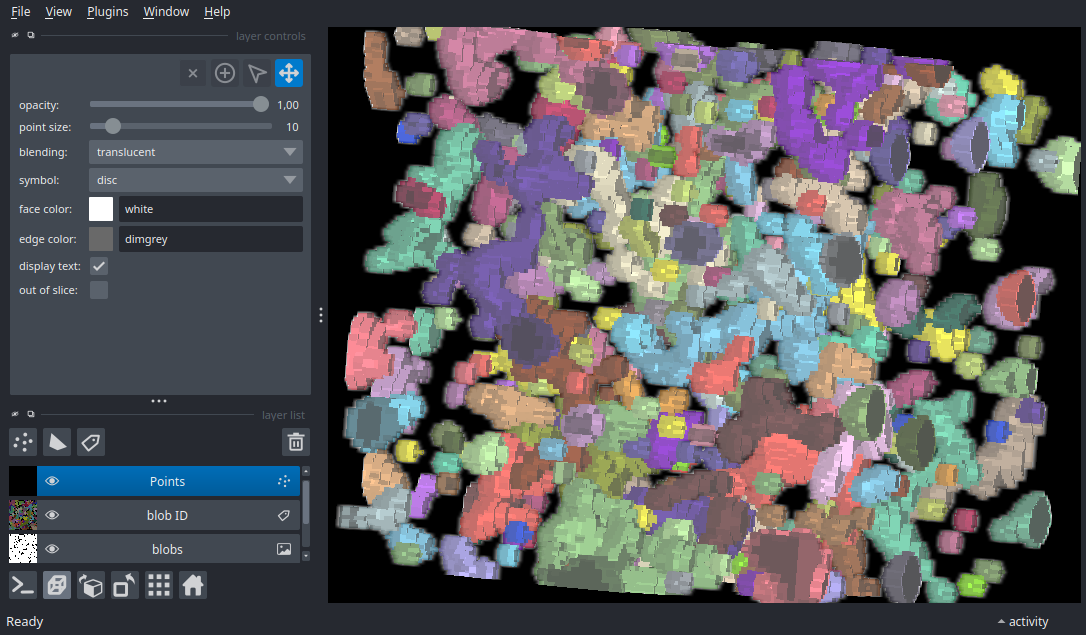 File View Plugins Window Help
layer controls
opacity: 1,00
point size: 10
blending: translucent
symbol: disc
face color: white
edge color: dimgrey
display text:
out of slice:
layer list
Points
blob ID
blobs
Ready activity